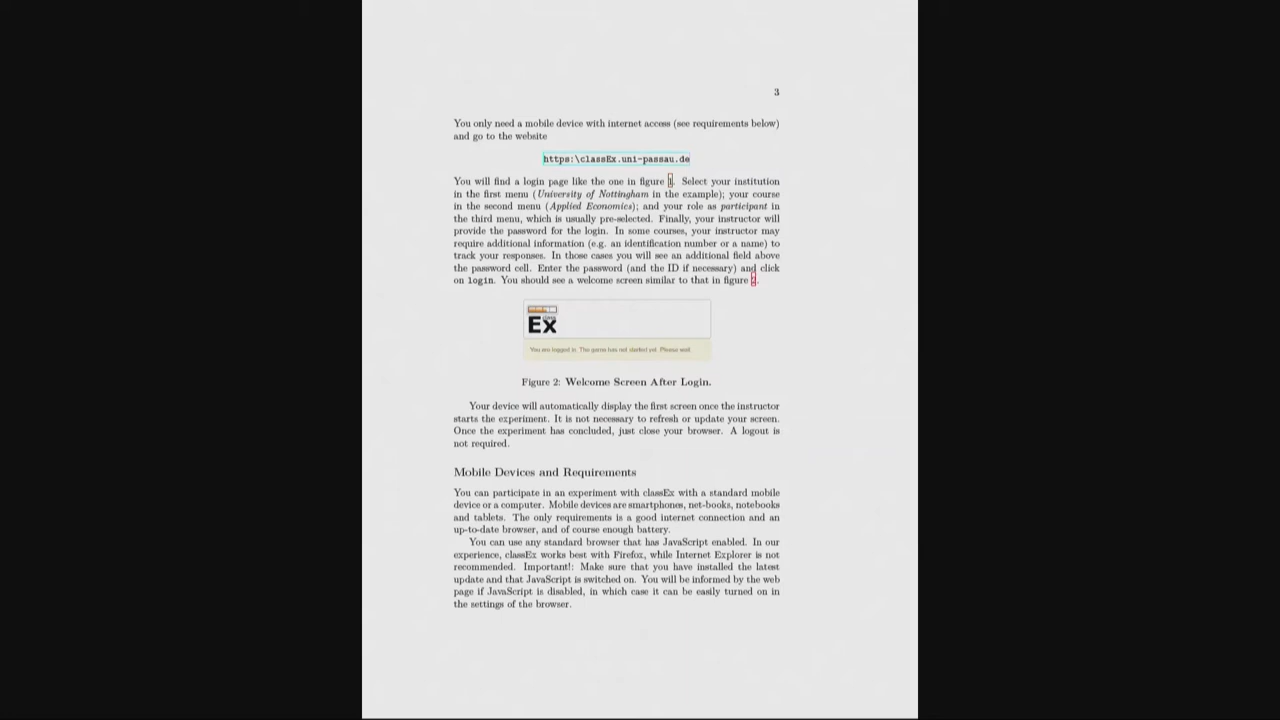 3
You only need a mobile device with internet access (see requirements below)
and go to the website
https:\classEx.uni-passau.de
You will find a login page like the one in figure 1. Select your institution
in the first menu (University of Nottingham in the example); your course
in the second menu (Applied Economics); and your role as participant in
the third menu, which is usually pre-selected. Finally, your instructor will
provide the password for the login. In some courses, your instructor may
require additional information (e.g. an identification number or a name) to
track your responses. In those cases you will see an additional field above
the password cell. Enter the password (and the ID if necessary) and click
on login. You should see a welcome screen similar to that in figure 2.
Ex
You are logged in. The game has not started yet. Please wait.
Figure 2: Welcome Screen After Login.
Your device will automatically display the first screen once the instructor
starts the experiment. It is not necessary to refresh or update your screen.
Once the experiment has concluded, just close your browser. A logout is
not required.
Mobile Devices and Requirements
You can participate in an experiment with classEx with a standard mobile
device or a computer. Mobile devices are smartphones, net-books, notebooks
and tablets. The only requirements is a good internet connection and an
up-to-date browser, and of course enough battery.
You can use any standard browser that has JavaScript enabled. In our
experience, classEx works best with Firefox, while Internet Explorer is not
recommended. Important!: Make sure that you have installed the latest
update and that JavaScript is switched on. You will be informed by the web
page if JavaScript is disabled, in which case it can be easily turned on in
the settings of the browser.